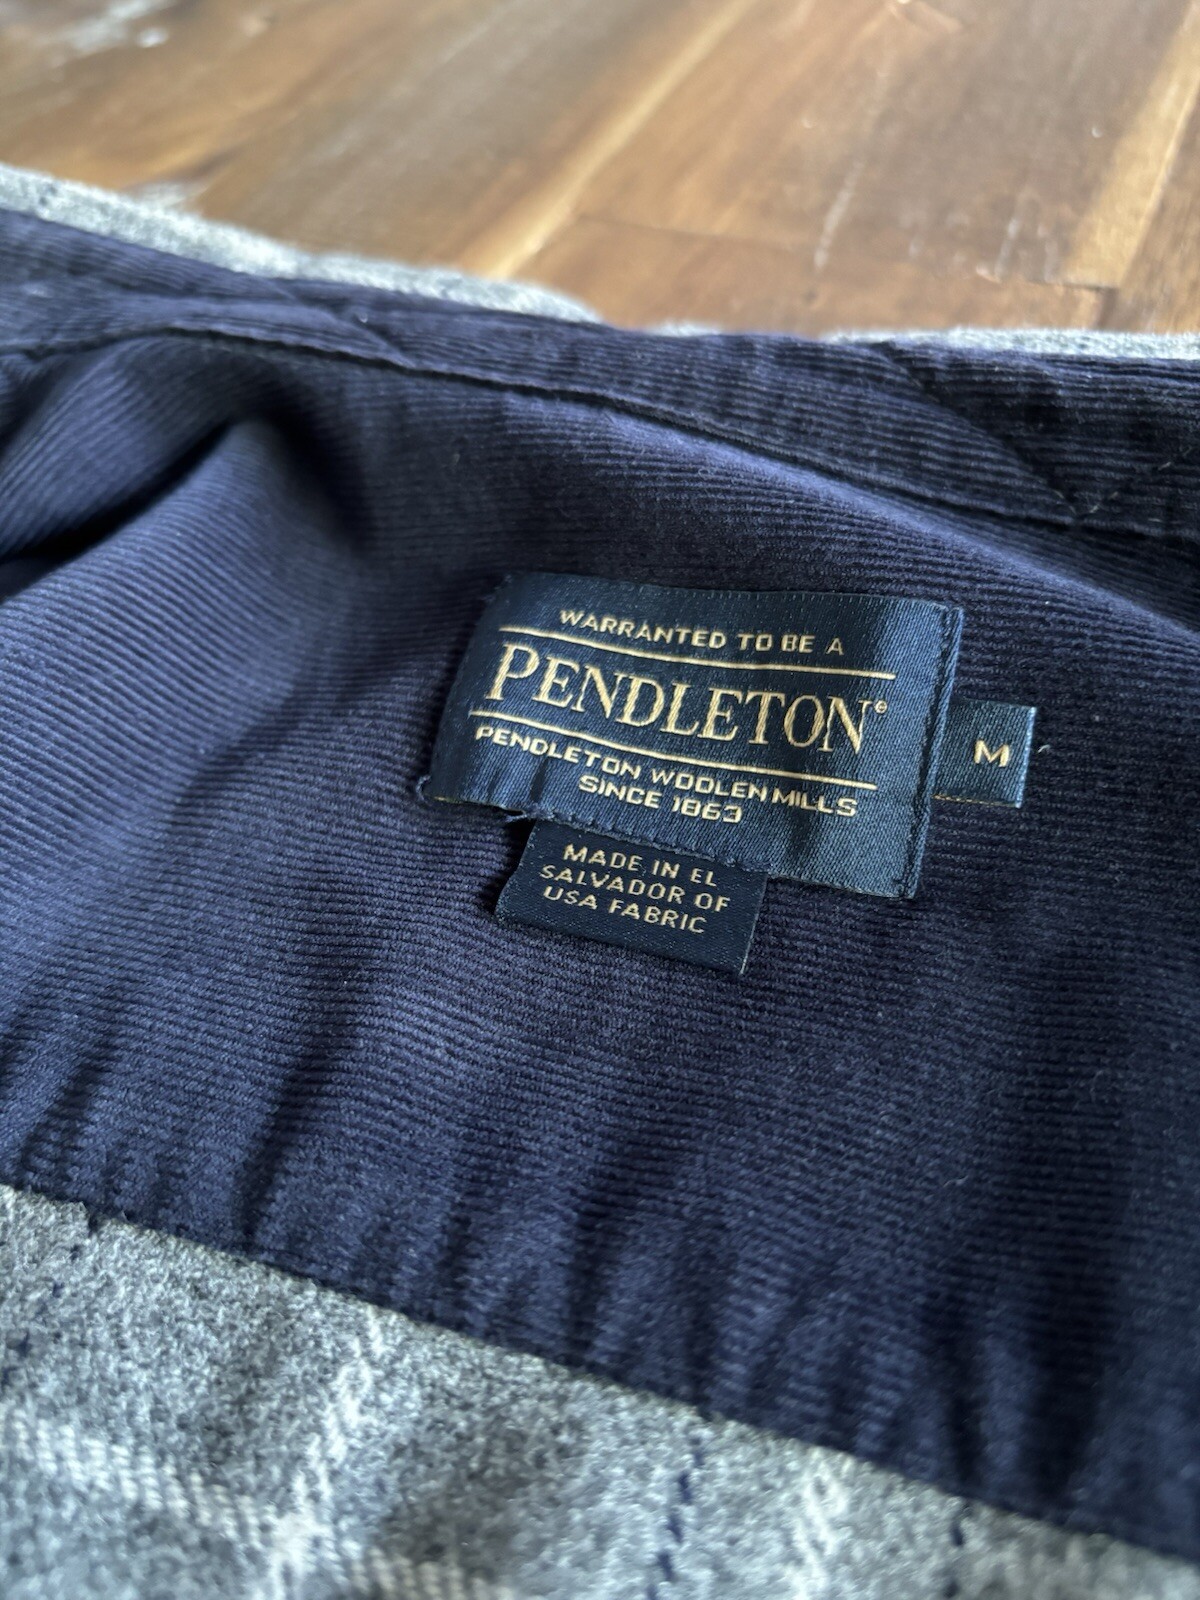 WARRANTED TO BE A
PENDLETON®
PENDLETON WOOLEN MILLS
SINCE 1863
M
MADE IN EL
SALVADOR OF
USA FABRIC